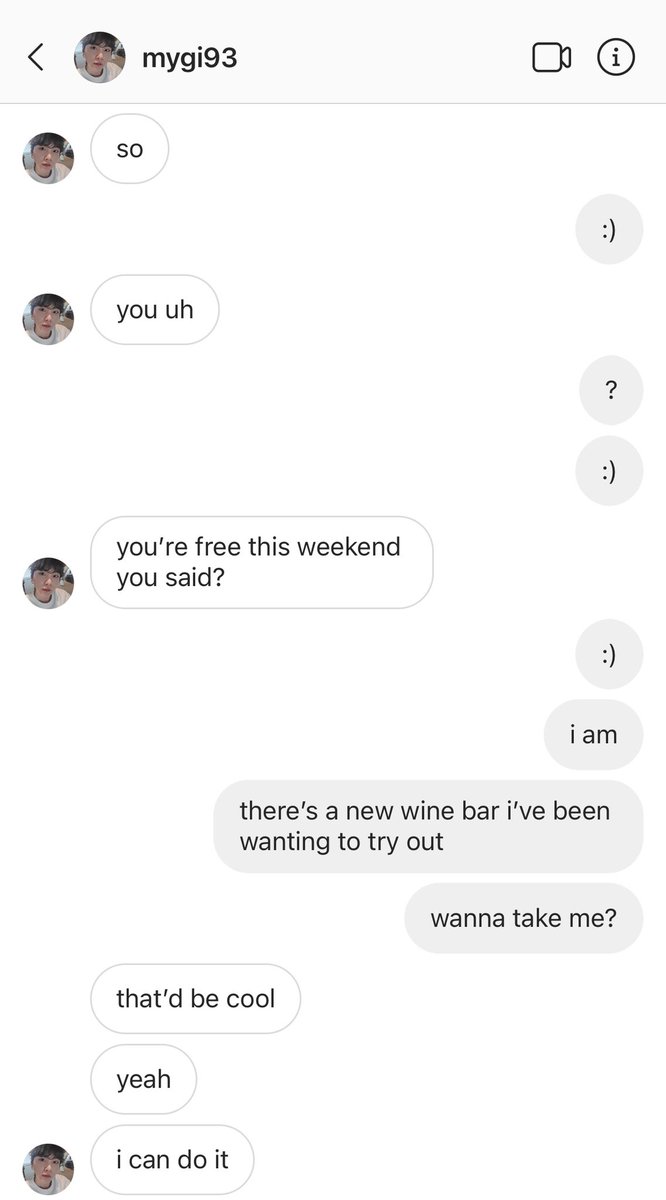 mygi93
so
:)
you uh
?
:)
you’re free this weekend
you said?
:)
i am
there’s a new wine bar i’ve been
wanting to try out
wanna take me?
that’d be cool
yeah
i can do it